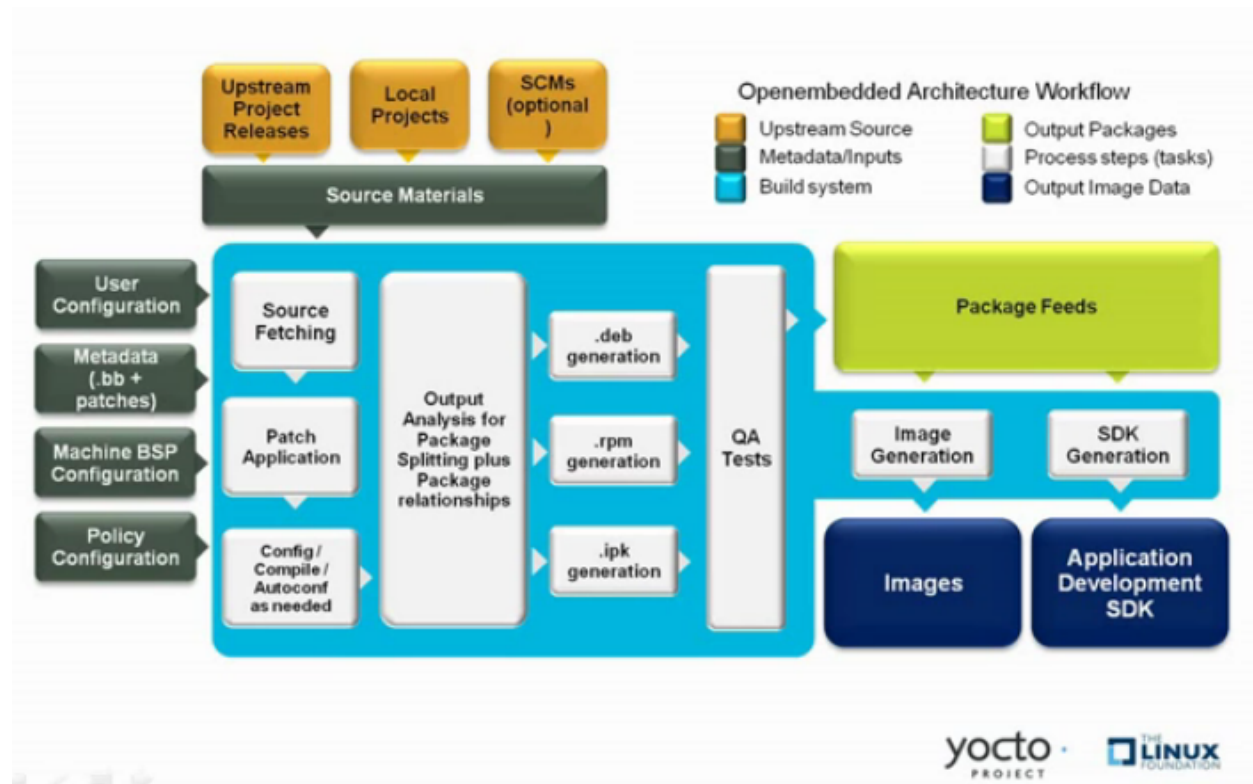 Upstream
Project
Releases
Local
Projects
SCMs
(optional
)
Openembedded Architecture Workflow
Upstream Source
Metadata/Inputs
Build system
Output Packages
Process steps (tasks)
Output Image Data
Source Materials
User
Configuration
Metadata
(.bb +
patches)
Machine BSP
Configuration
Policy
Configuration
Source
Fetching
Patch
Application
Config /
Compile /
Autoconf
as needed
Output
Analysis for
Package
Splitting plus
Package
relationships
.deb
generation
.rpm
generation
.ipk
generation
QA
Tests
Package Feeds
Image
Generation
SDK
Generation
Images
Application
Development
SDK
yocto
PROJECT
THE
LINUX
FOUNDATION